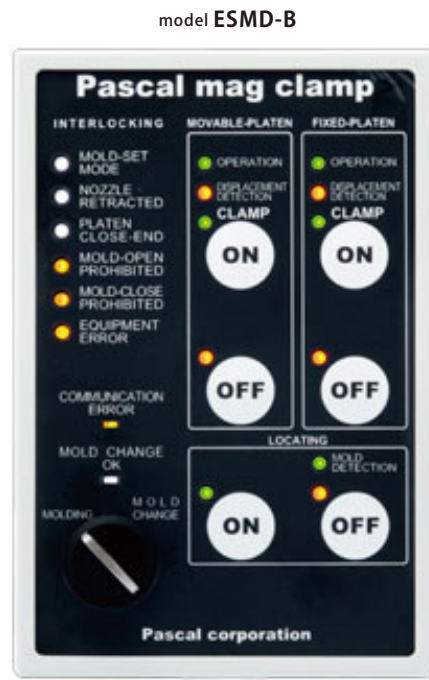 model ESMD-B
Pascal mag clamp
INTERLOCKING
MOLD-SET
MODE
NOZZLE
RETRACTED
PLATEN
CLOSE-END
MOLD-OPEN
PROHIBITED
MOLD-CLOSE
PROHIBITED
EQUIPMENT
ERROR
COMMUNICATION
ERROR
MOLD CHANGE
OK
MOLDING
MOLD
CHANGE
MOVABLE-PLATEN
OPERATION
DISPLACEMENT
DETECTION
CLAMP
ON
OFF
FIXED-PLATEN
OPERATION
DISPLACEMENT
DETECTION
CLAMP
ON
OFF
LOCATING
MOLD
DETECTION
ON
OFF
Pascal corporation